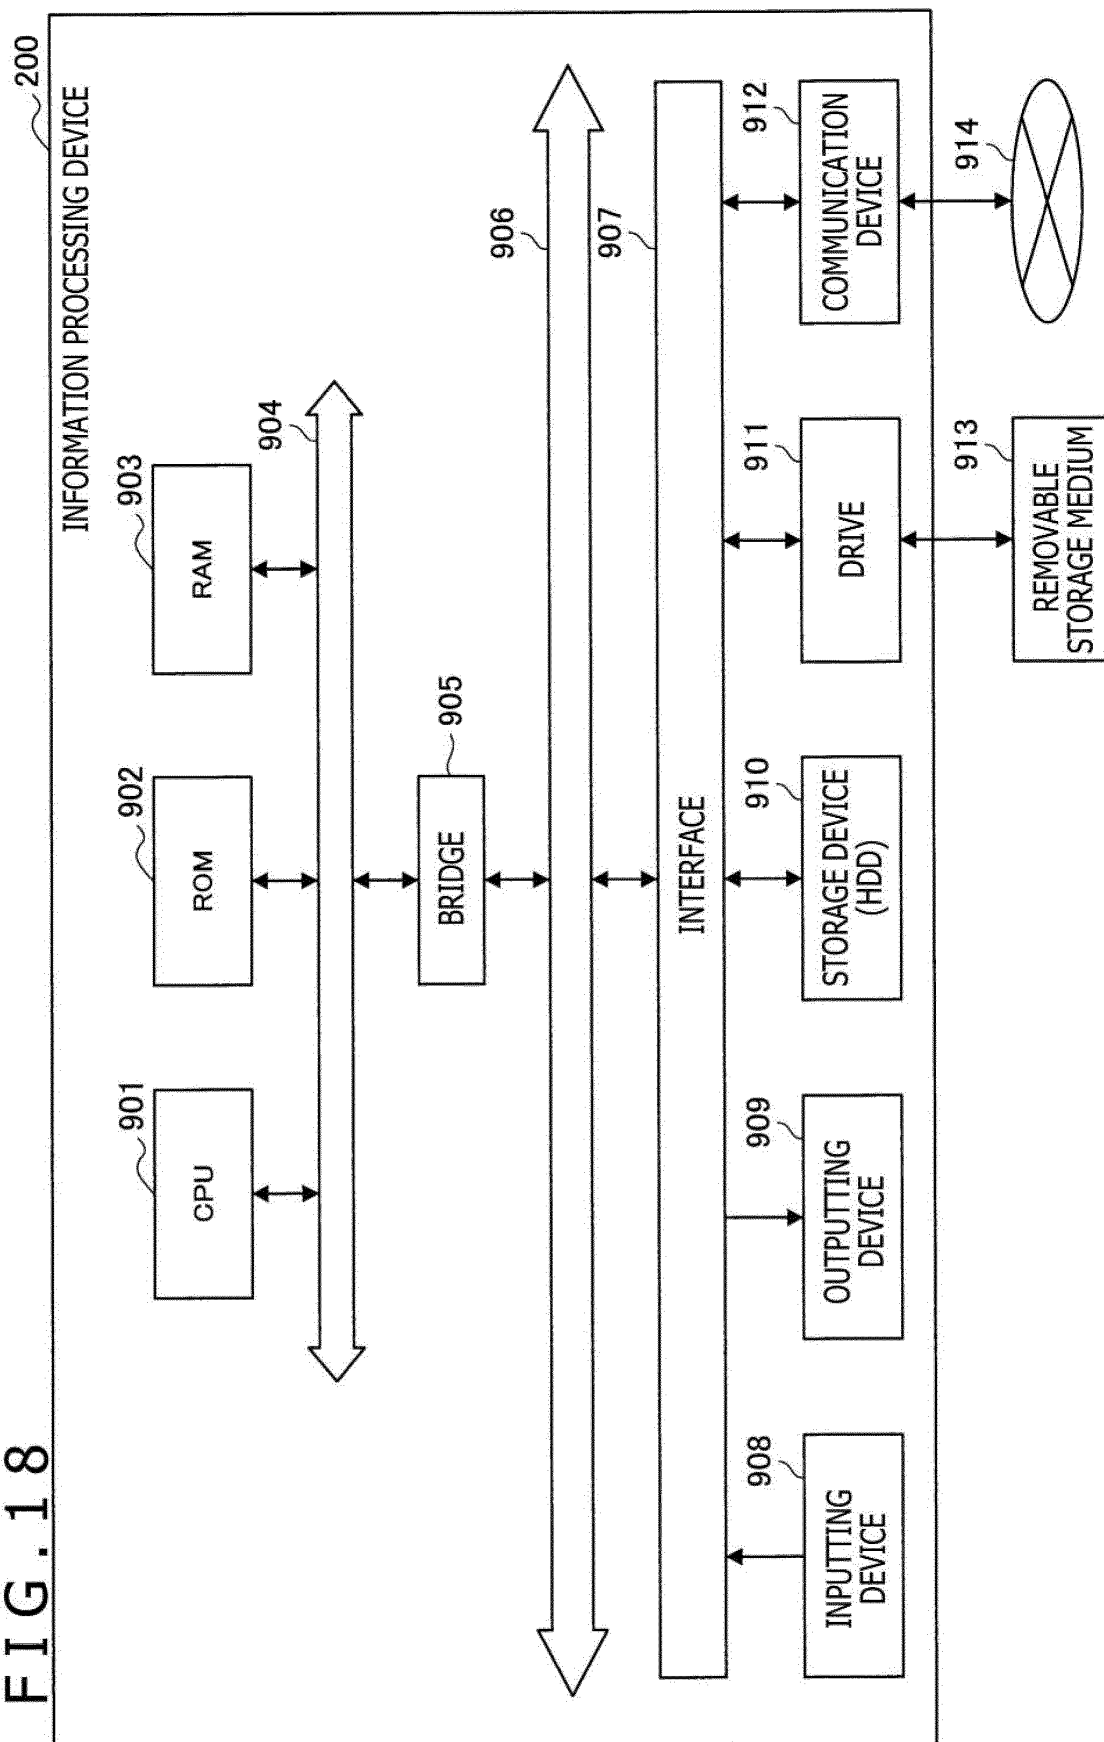 FIG.18
200
INFORMATION PROCESSING DEVICE
901
902
903
CPU
ROM
RAM
904
905
BRIDGE
906
907
INTERFACE
908
909
910
911
912
INPUTTING
DEVICE
OUTPUTTING
DEVICE
STORAGE DEVICE
(HDD)
DRIVE
COMMUNICATION
DEVICE
913
914
REMOVABLE
STORAGE MEDIUM